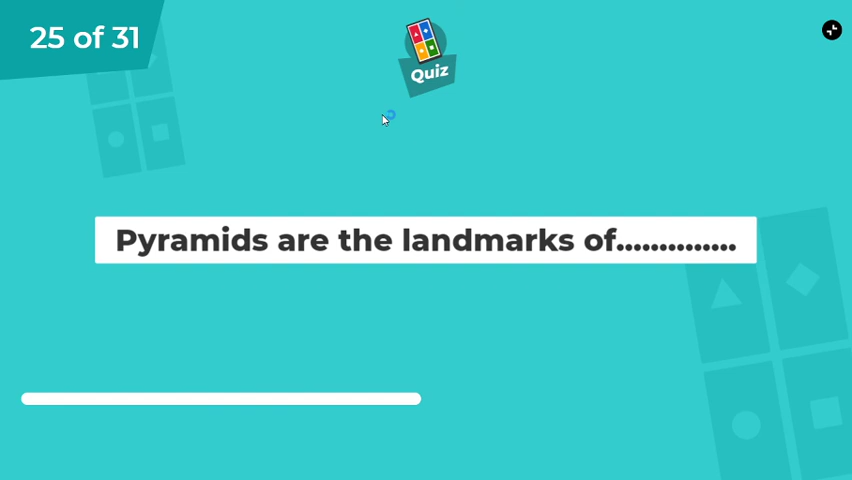 25 of 31
Quiz
Pyramids are the landmarks of..............